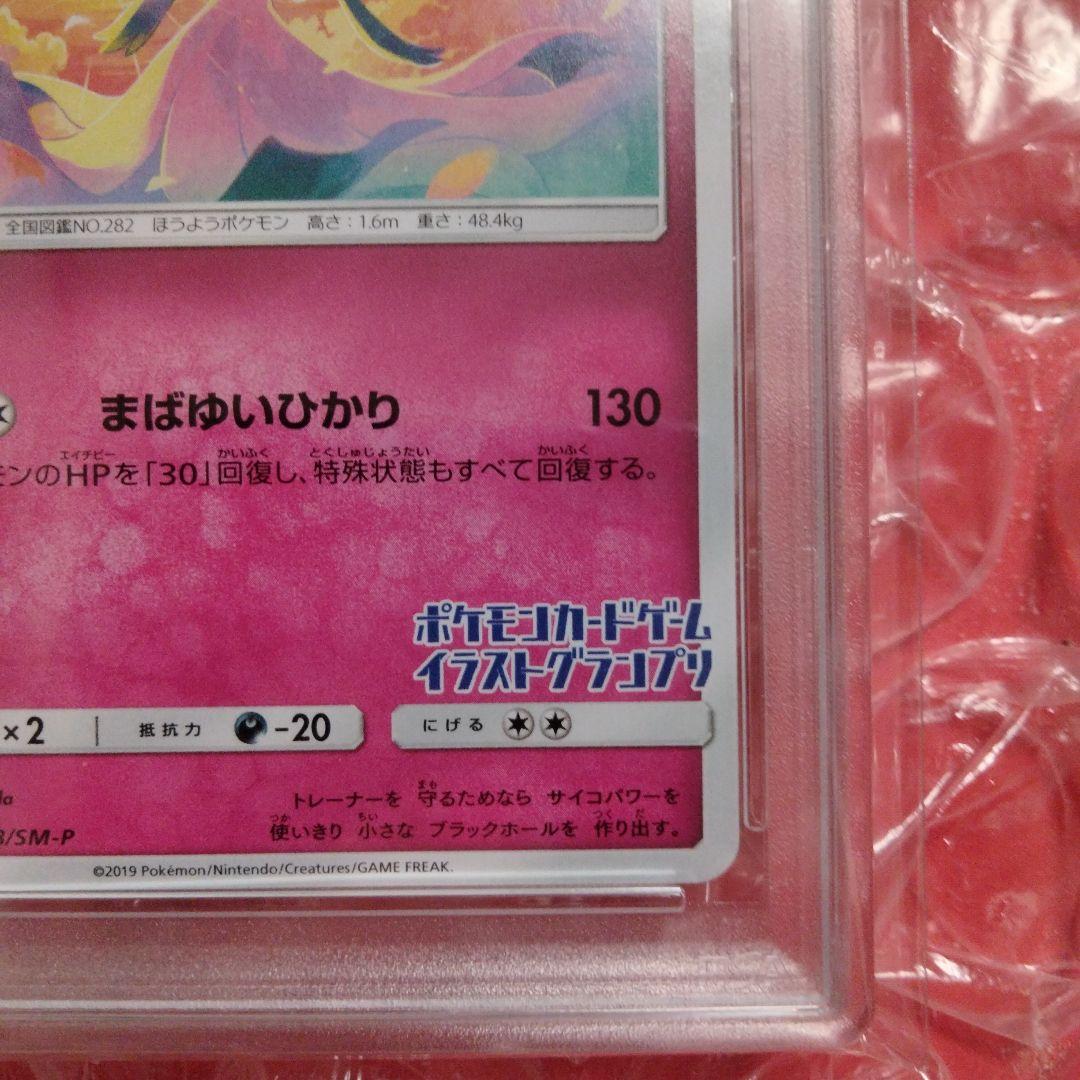 全国図鑑NO.282 ほうようポケモン 高さ：1.6m 重さ：48.4kg
まばゆいひかり 130
エイチピー かいふく とくしゅじょうたい かいふく
モンのHPを「30」回復し、特殊状態もすべて回復する。
ポケモンカードゲーム
イラストグランプリ
×2 抵抗力 -20 にげる
まも
トレーナーを 守るためなら サイコパワーを
つか ちい つく だ
使いきり 小さな ブラックホールを 作り出す。
/SM-P
©2019 Pokémon/Nintendo/Creatures/GAME FREAK.